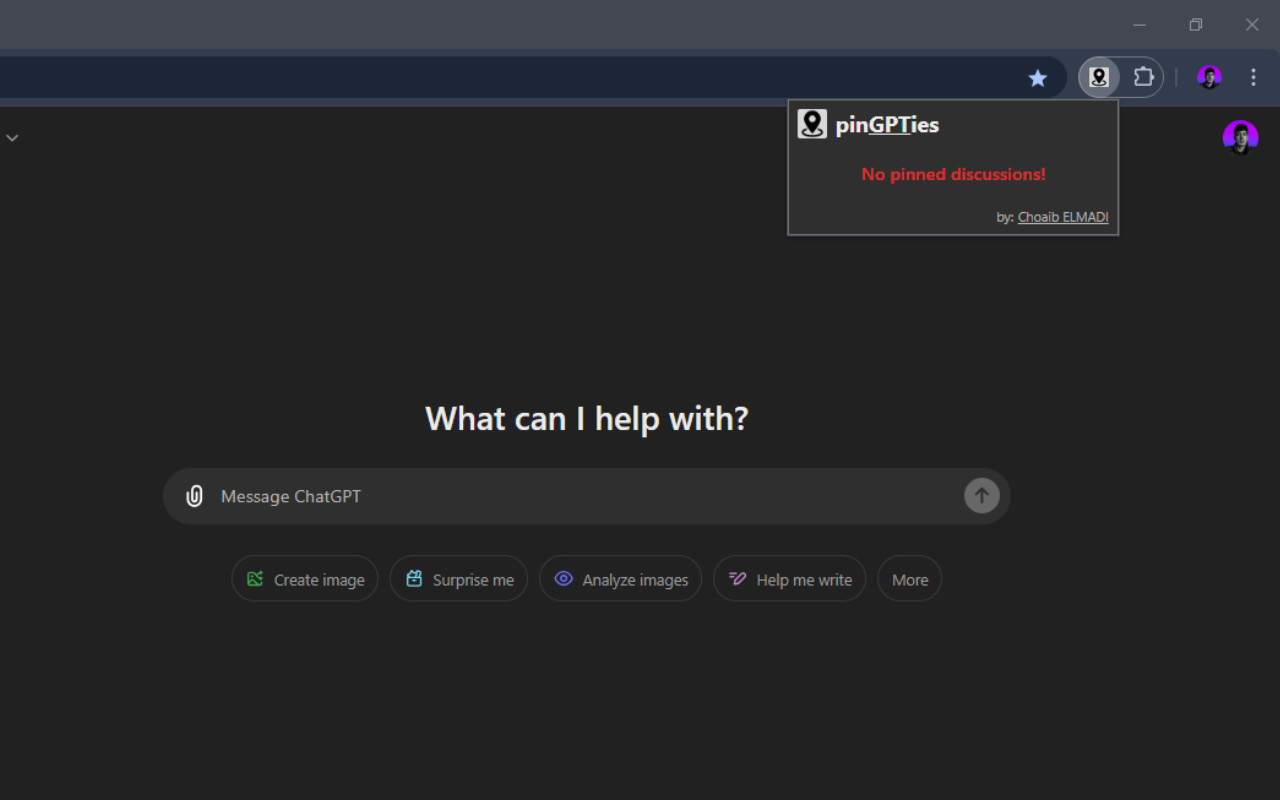 pinGPTies
No pinned discussions!
by: Choaib ELMADI
What can I help with?
Message ChatGPT
Create image
Surprise me
Analyze images
Help me write
More